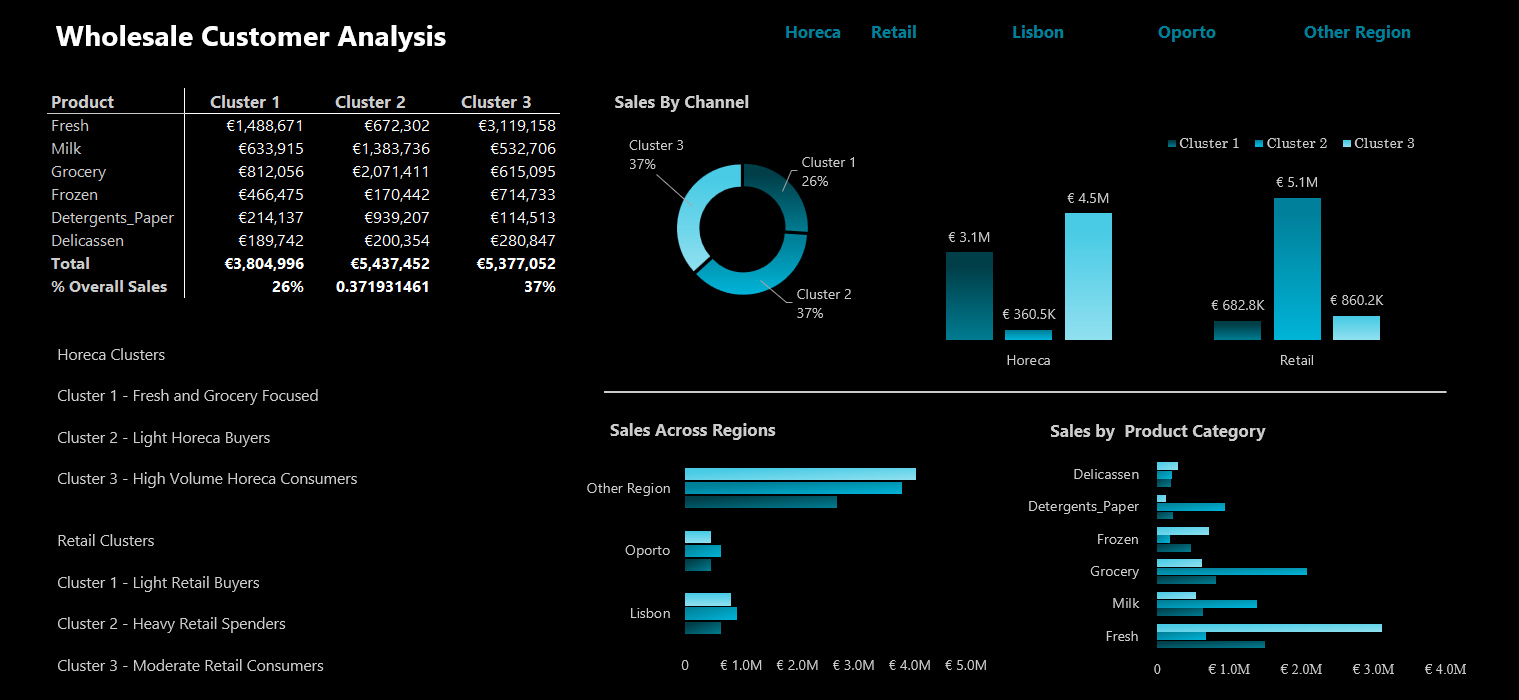 Wholesale Customer Analysis
Horeca Retail Lisbon Oporto Other Region
Product Cluster 1 Cluster 2 Cluster 3
Fresh €1,488,671 €672,302 €3,119,158
Milk €633,915 €1,383,736 €532,706
Grocery €812,056 €2,071,411 €615,095
Frozen €466,475 €170,442 €714,733
Detergents_Paper €214,137 €939,207 €114,513
Delicassen €189,742 €200,354 €280,847
Total €3,804,996 €5,437,452 €5,377,052
% Overall Sales 26% 0.371931461 37%
Horeca Clusters
Cluster 1 - Fresh and Grocery Focused
Cluster 2 - Light Horeca Buyers
Cluster 3 - High Volume Horeca Consumers
Retail Clusters
Cluster 1 - Light Retail Buyers
Cluster 2 - Heavy Retail Spenders
Cluster 3 - Moderate Retail Consumers
Sales By Channel
Cluster 3
37%
Cluster 1
26%
Cluster 2
37%
Cluster 1 Cluster 2 Cluster 3
€ 3.1M
€ 360.5K
€ 4.5M
€ 682.8K
€ 5.1M
€ 860.2K
Horeca Retail
Sales Across Regions
Other Region
Oporto
Lisbon
0 € 1.0M € 2.0M € 3.0M € 4.0M € 5.0M
Sales by Product Category
Delicassen
Detergents_Paper
Frozen
Grocery
Milk
Fresh
0 € 1.0M € 2.0M € 3.0M € 4.0M